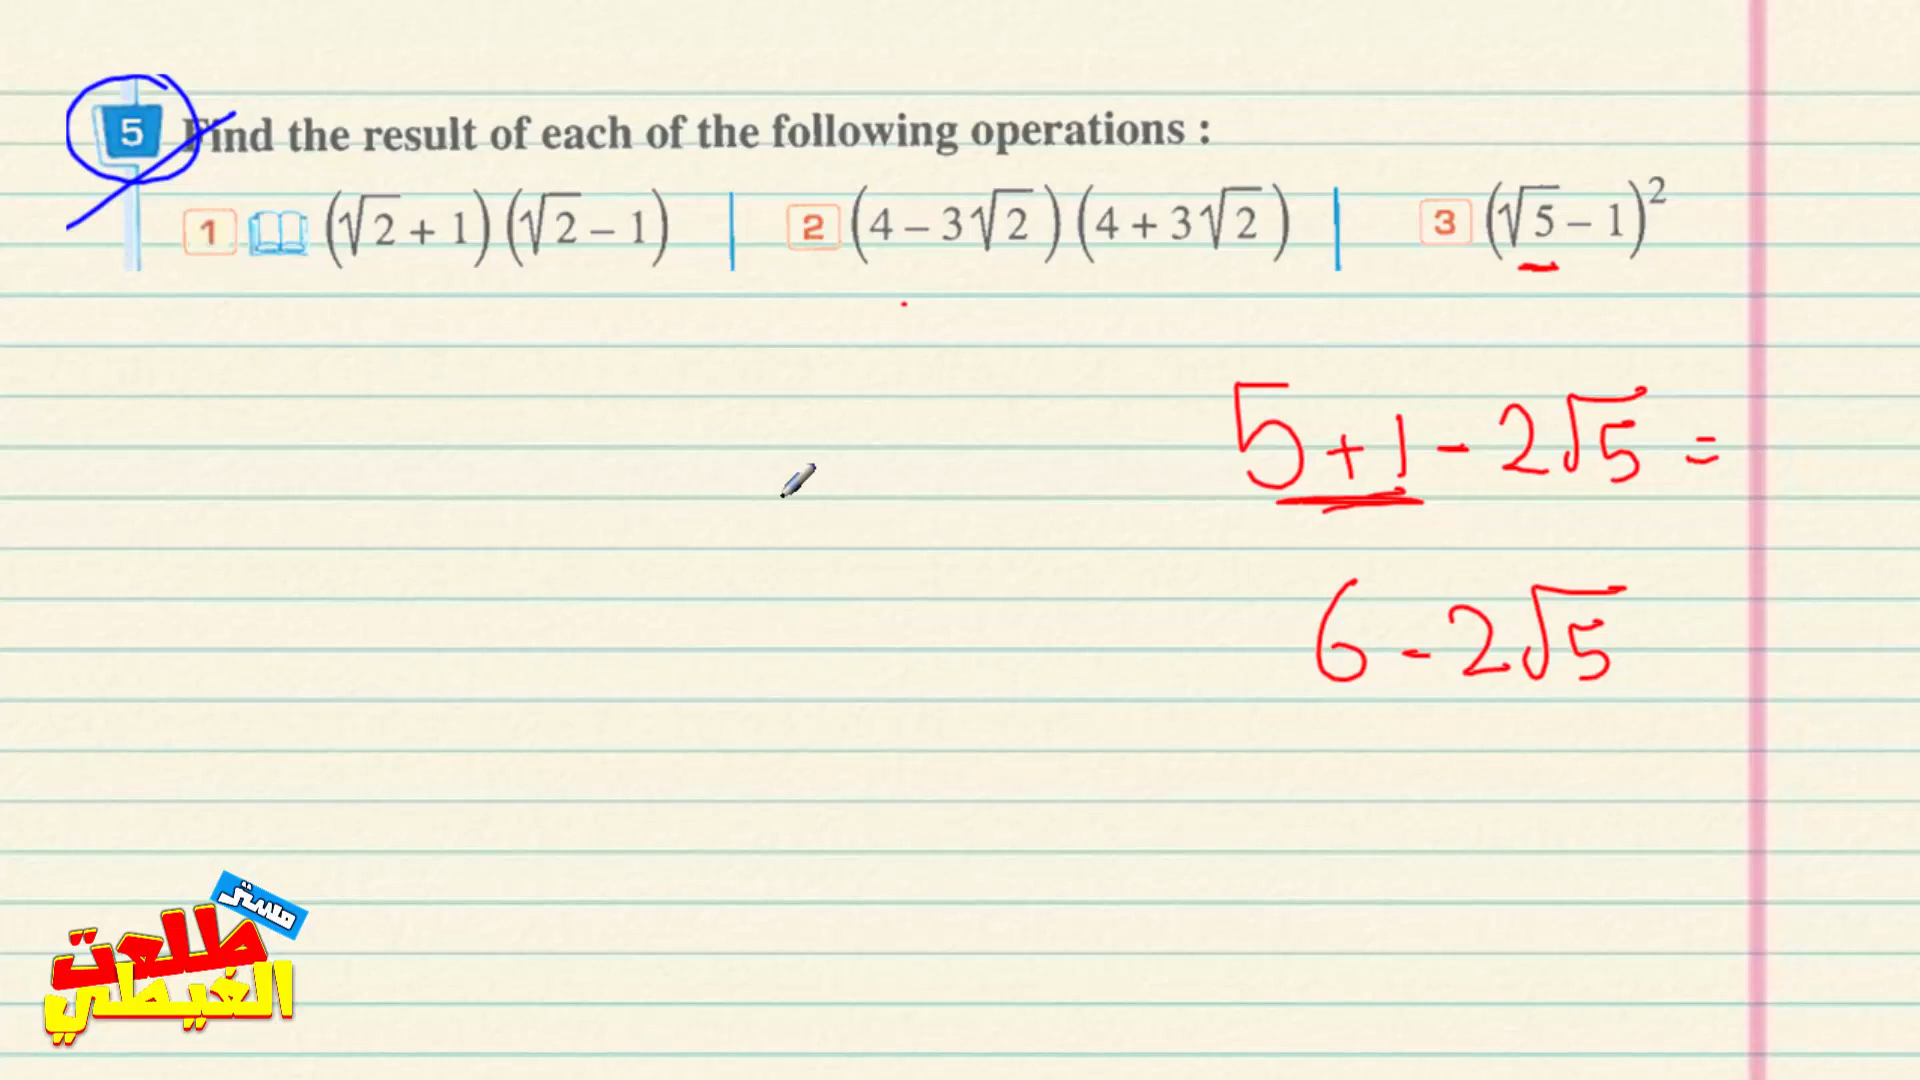 5 Find the result of each of the following operations :
1 (√2 + 1)(√2 − 1) 2 (4 − 3√2)(4 + 3√2) 3 (√5 − 1)²
5 + 1 - 2√5 =
6 - 2√5
مستر
طلعت
الغيطي